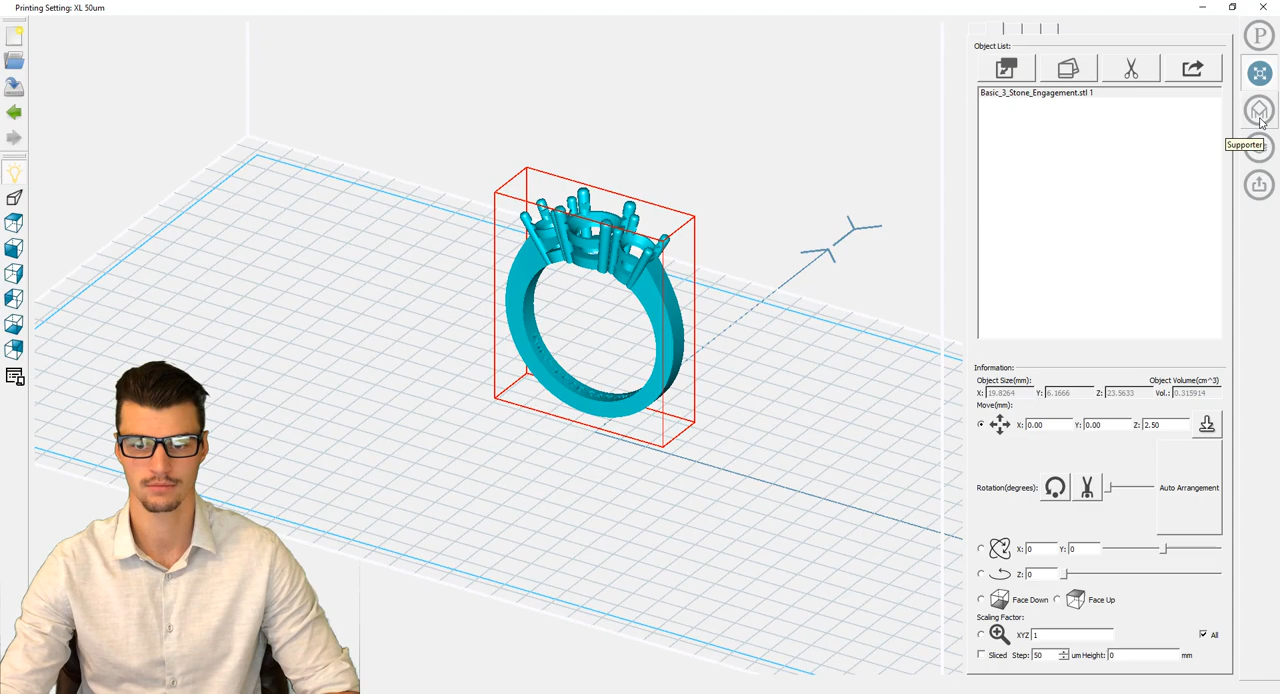 Printing Setting: XL 50um
P
Object List:
Basic_3_Stone_Engagement.stl 1
Supporter
Information:
Object Size(mm): Object Volume(cm^3)
X: 19.8264 Y: 6.1666 Z: 23.5633 Vol.: 0.315914
Move(mm):
X: 0.00 Y: 0.00 Z: 2.50
Rotation(degrees): Auto Arrangement
X: 0 Y: 0
Z: 0
Face Down Face Up
Scaling Factor:
XYZ 1 All
Sliced Step: 50 um Height: 0 mm